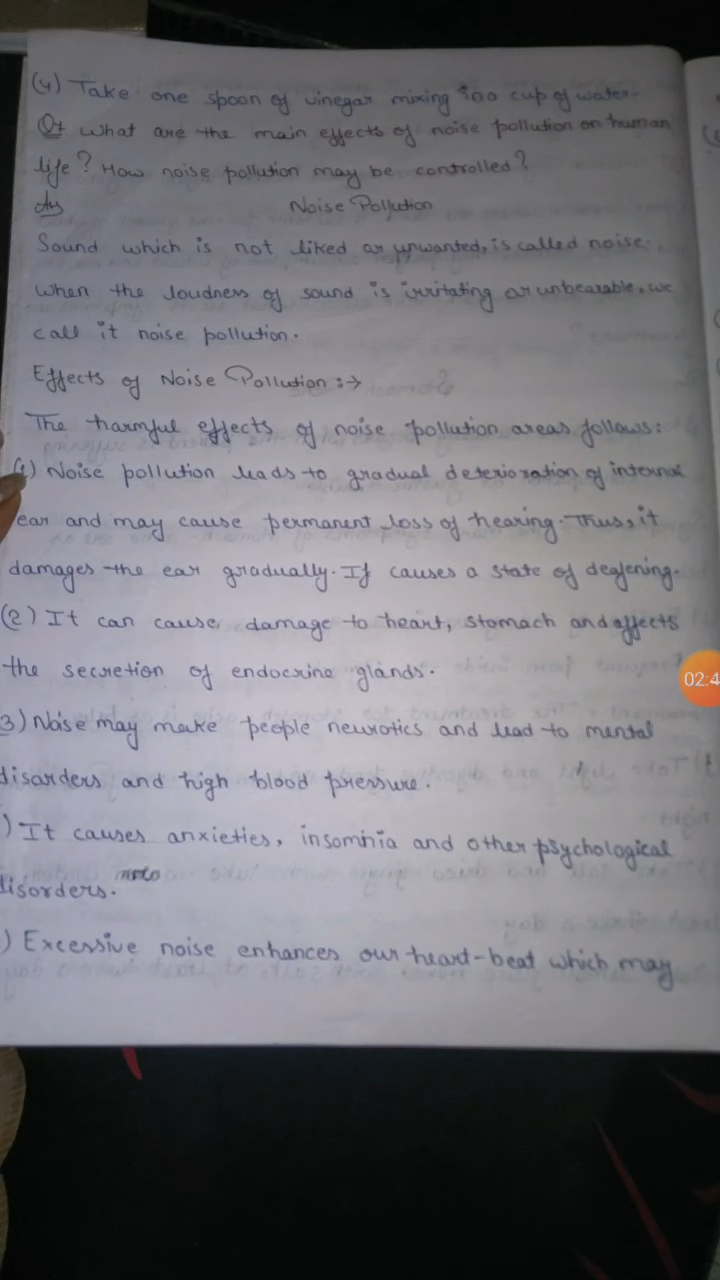 (4) Take one spoon of vinegar mixing cup of water.
Q what are the main effects of noise pollution on human
life? How noise pollution may be controlled?
Ans Noise Pollution
Sound which is not liked or unwanted, is called noise.
when the loudness of sound is irritating or unbearable, we
call it noise pollution.
Effects of Noise Pollution :→
The harmful effects of noise pollution areas follows:
(1) Noise pollution leads to gradual deterioration of internal
ear and may cause permanent loss of hearing. Thus, it
damages the ear gradually. If causes a state of deafening.
(2) It can cause damage to heart, stomach and affects
the secretion of endocrine glands.
3) Noise may make people neurotics and lead to mental
disarders and high blood pressure.
) It causes anxieties, insomnia and other psychological
disorders.
) Excessive noise enhances our heart-beat which may
02:4